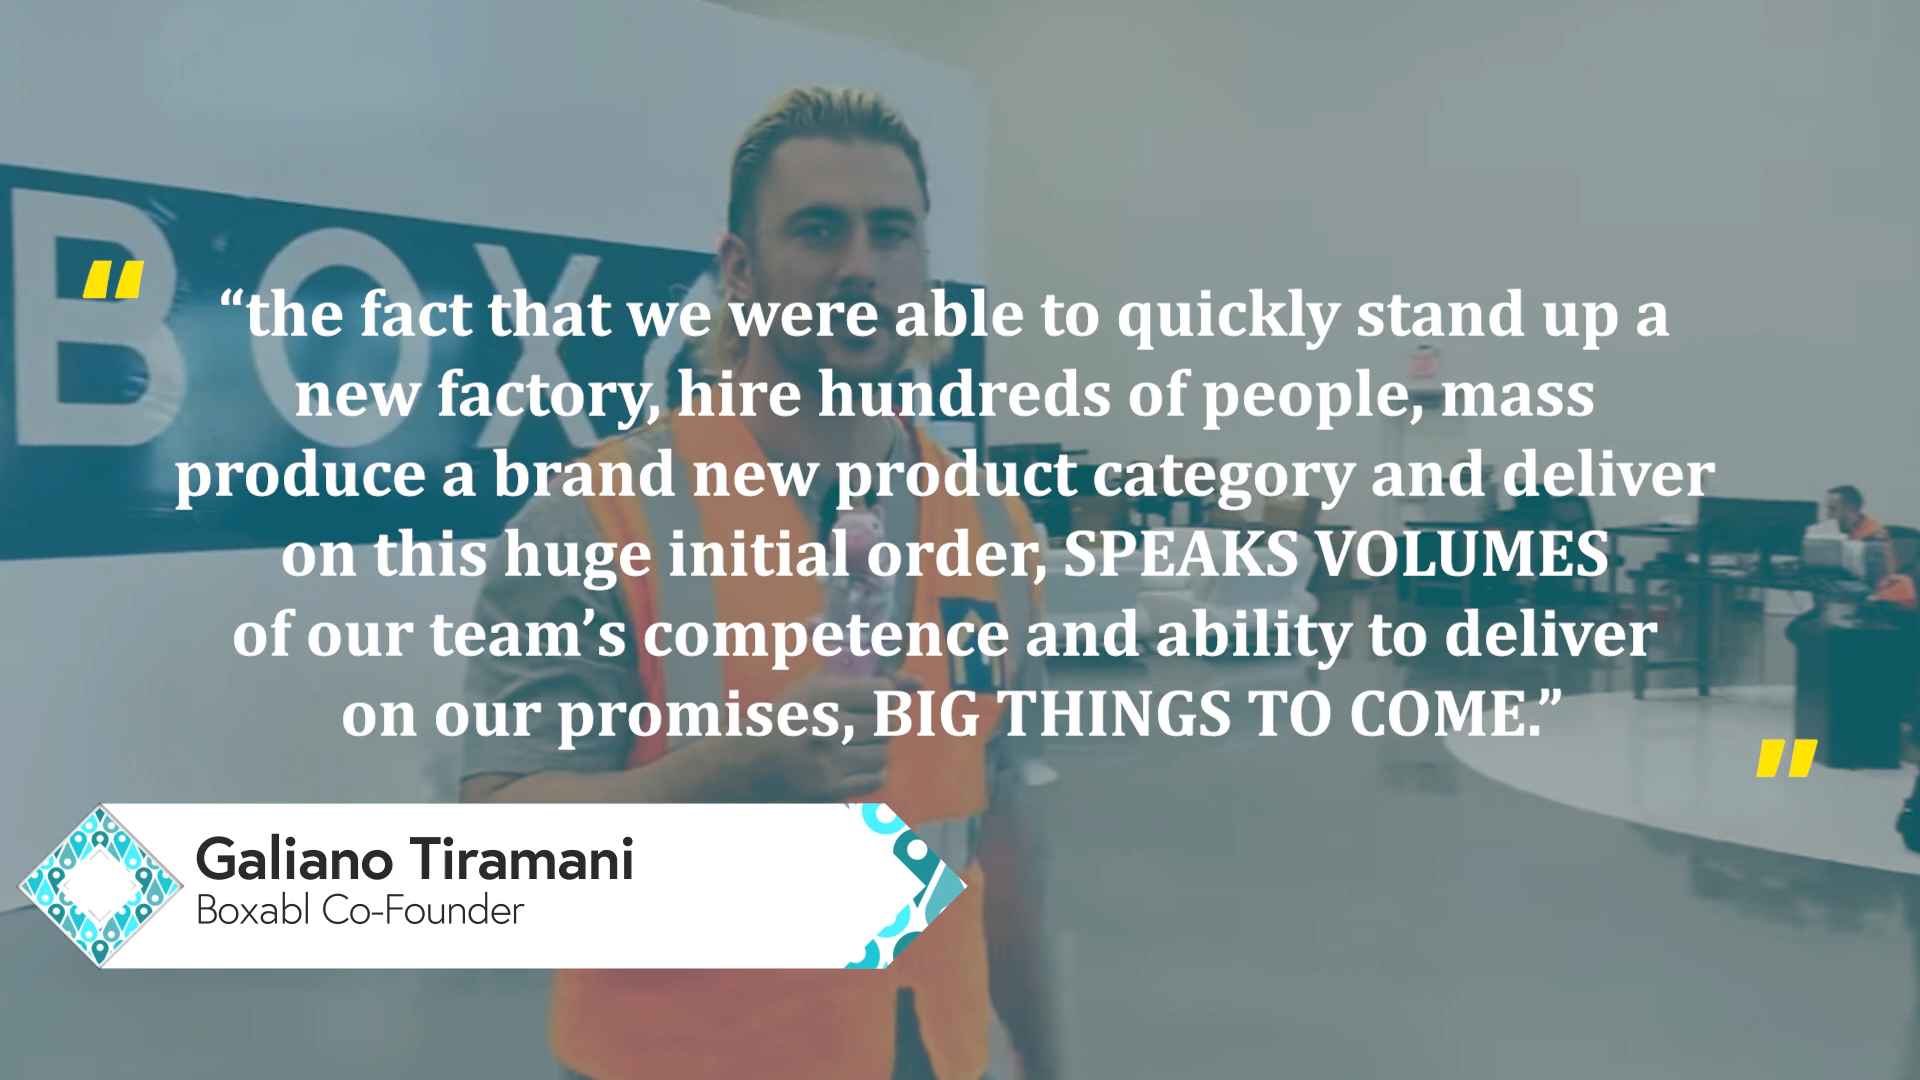 BOX
“the fact that we were able to quickly stand up a
new factory, hire hundreds of people, mass
produce a brand new product category and deliver
on this huge initial order, SPEAKS VOLUMES
of our team’s competence and ability to deliver
on our promises, BIG THINGS TO COME.”
Galiano Tiramani
Boxabl Co-Founder